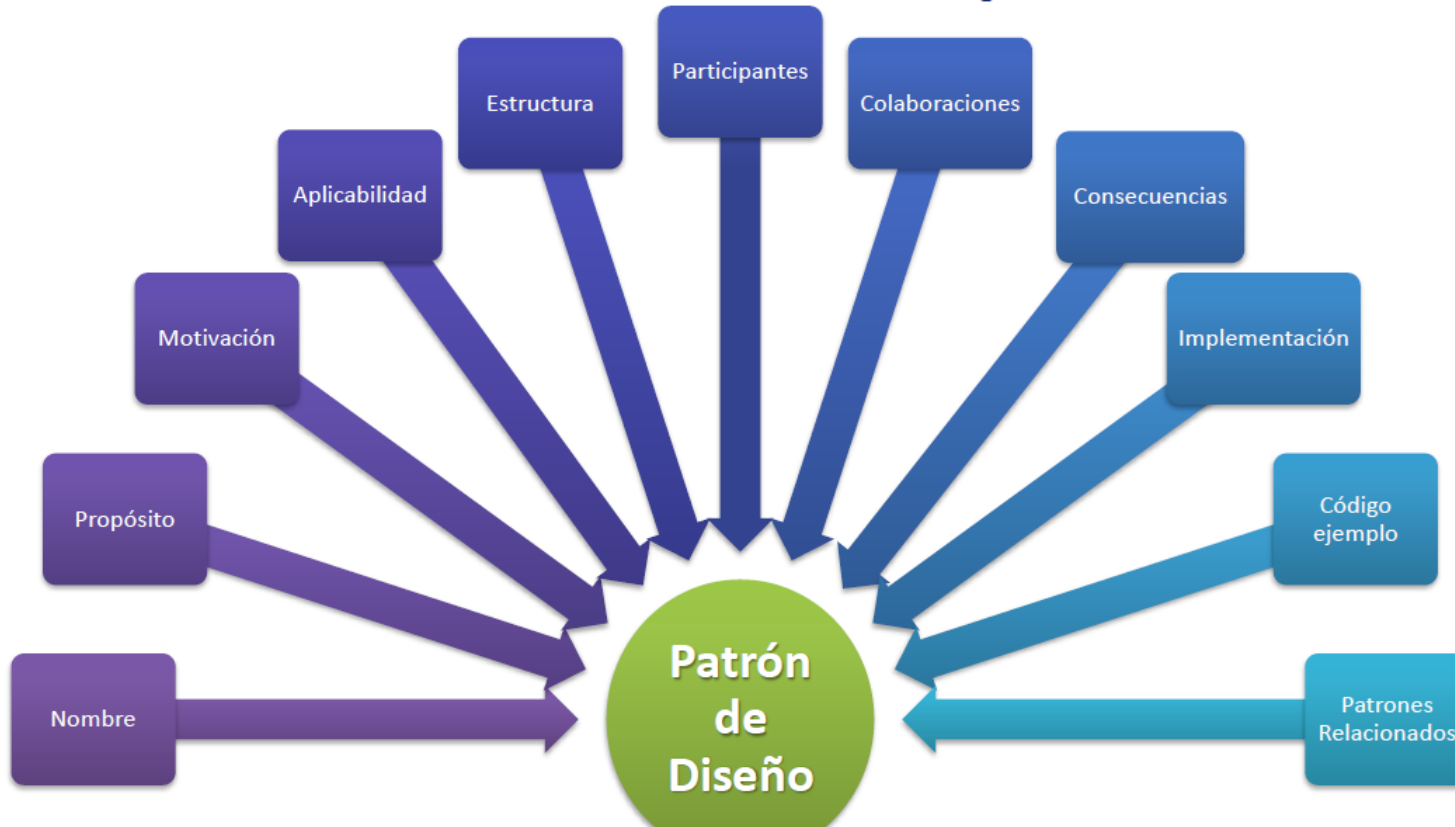 Nombre
Propósito
Motivación
Aplicabilidad
Estructura
Participantes
Colaboraciones
Consecuencias
Implementación
Código
ejemplo
Patrones
Relacionados
Patrón
de
Diseño